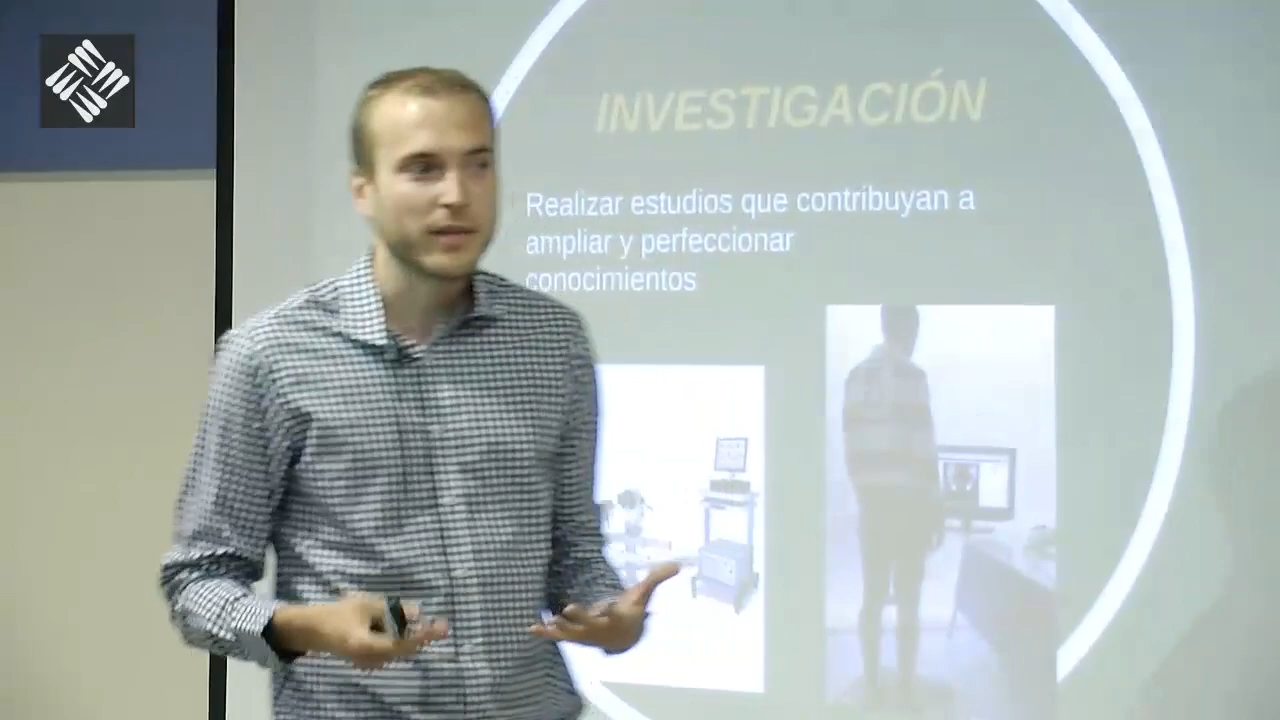 INVESTIGACIÓN
Realizar estudios que contribuyan a
ampliar y perfeccionar
conocimientos